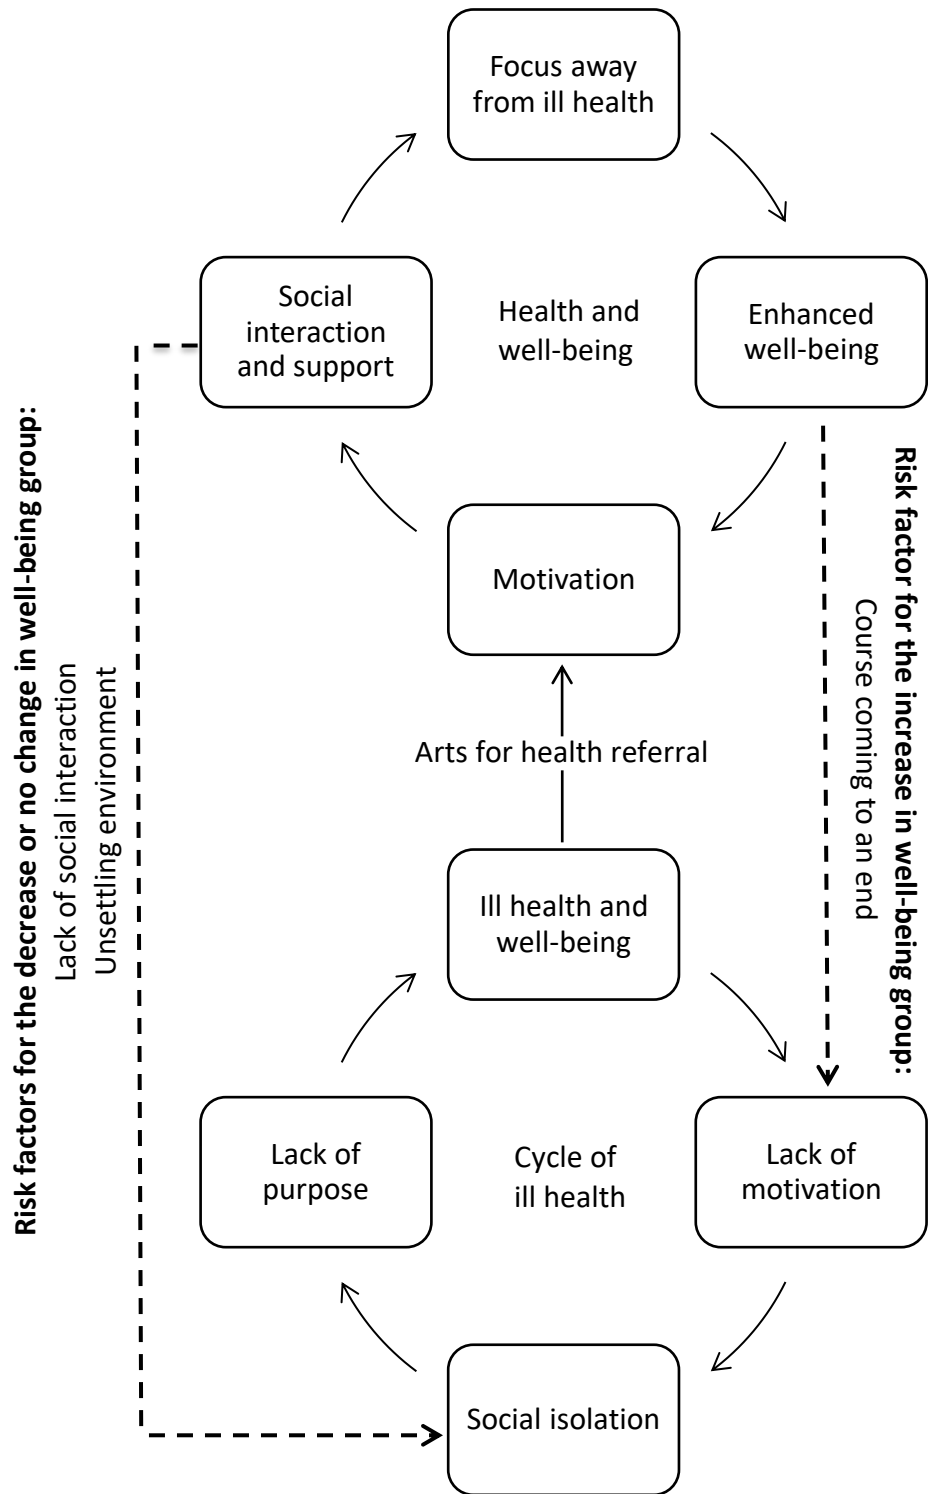 Focus away
from ill health
Social
interaction
and support
Health and
well-being
Enhanced
well-being
Motivation
Arts for health referral
Ill health and
well-being
Lack of
purpose
Cycle of
ill health
Lack of
motivation
Social isolation
Risk factors for the decrease or no change in well-being group:
Lack of social interaction
Unsettling environment
Risk factor for the increase in well-being group:
Course coming to an end